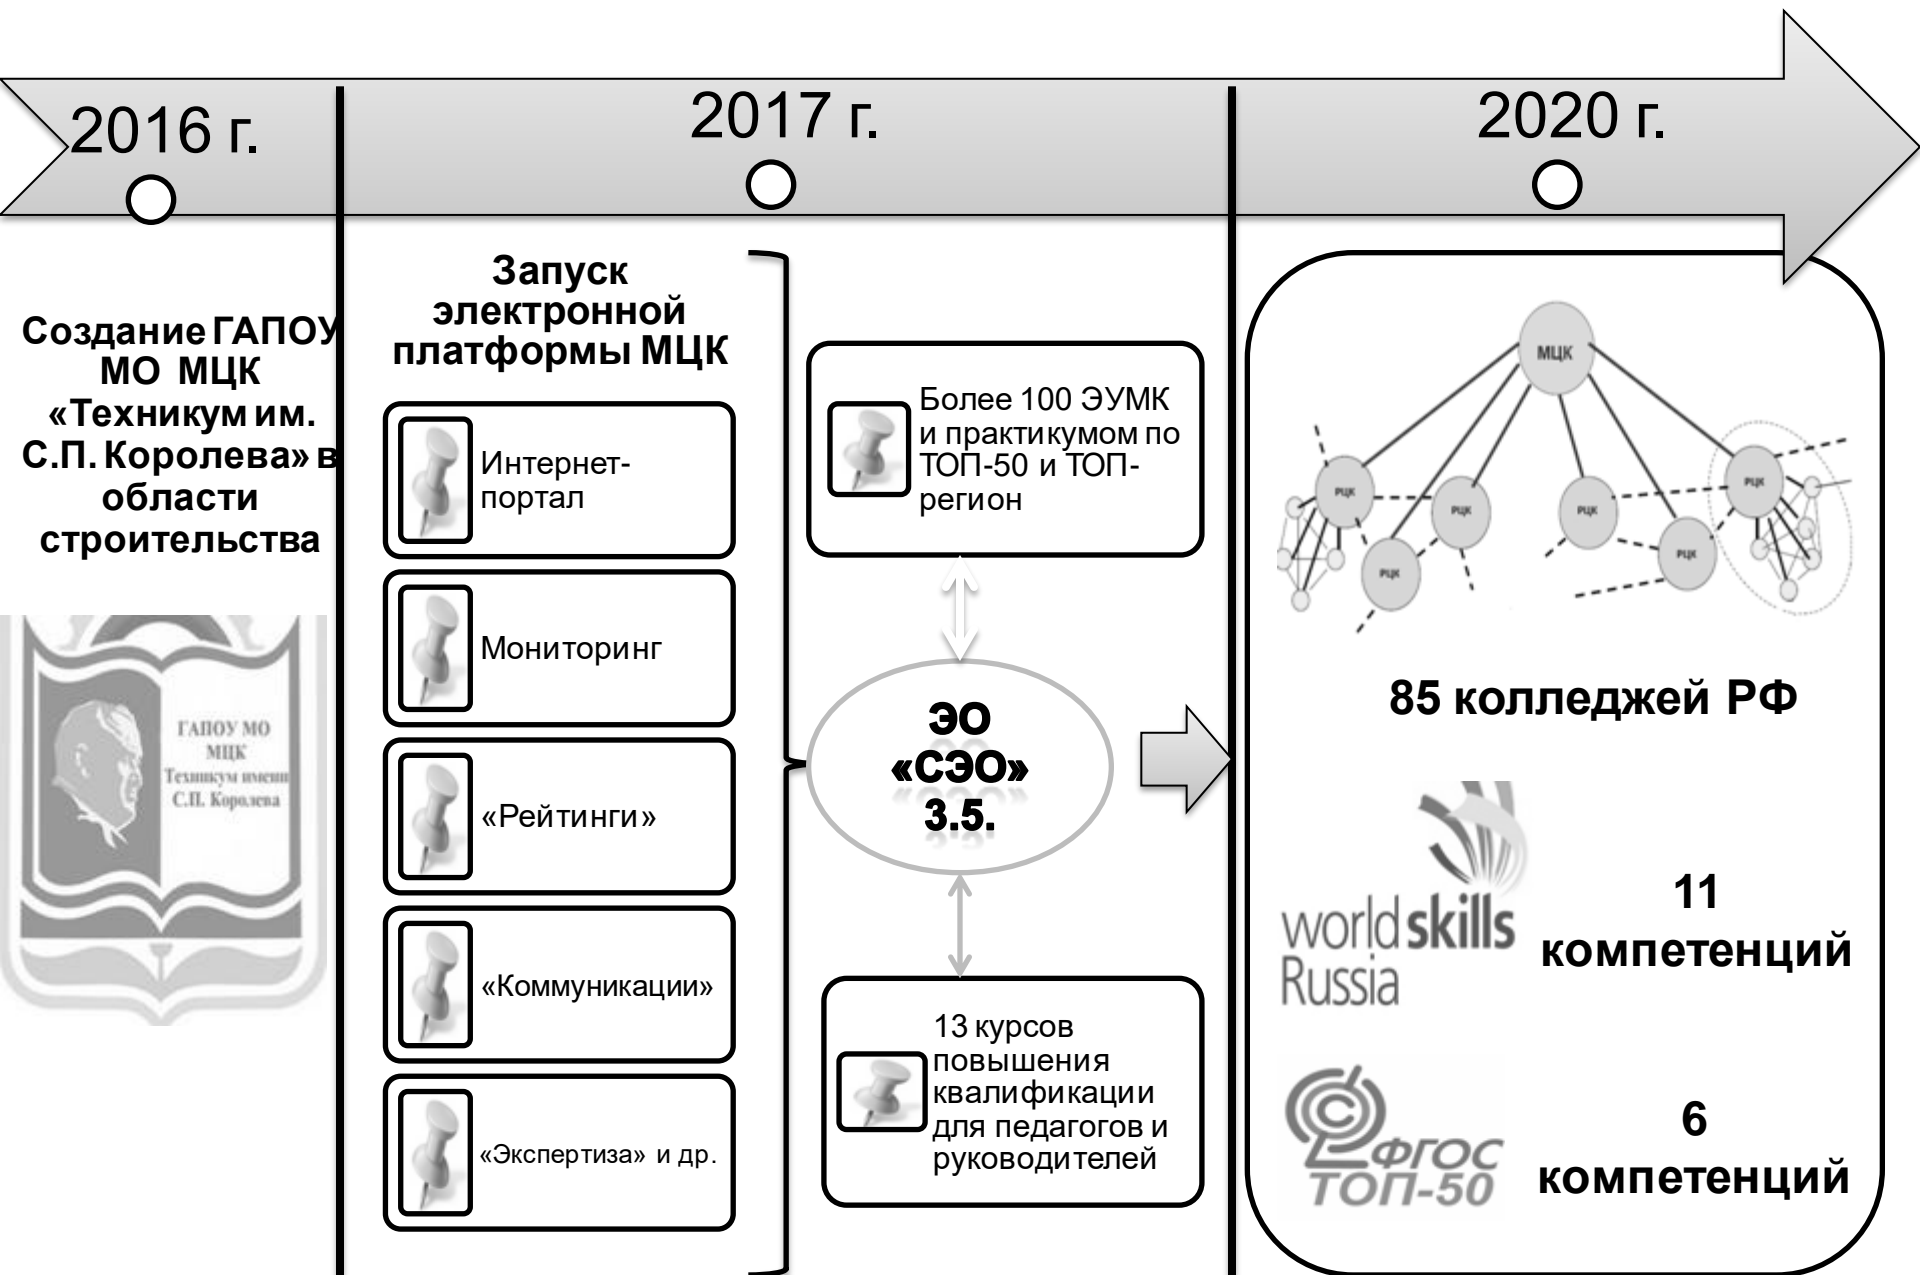 2016 г.
2017 г.
2020 г.
Создание ГАПОУ
МО МЦК
«Техникум им.
С.П. Королева» в
области
строительства
ГАПОУ МО
МЦК
Техникум имени
С.П. Королева
Запуск
электронной
платформы МЦК
Интернет-
портал
Мониторинг
«Рейтинги»
«Коммуникации»
«Экспертиза» и др.
Более 100 ЭУМК
и практикумом по
ТОП-50 и ТОП-
регион
ЭО
«СЭО»
3.5.
13 курсов
повышения
квалификации
для педагогов и
руководителей
МЦК
РЦК
РЦК
РЦК
РЦК
РЦК
РЦК
85 колледжей РФ
world skills
Russia
11
компетенций
ФГОС
ТОП-50
6
компетенций